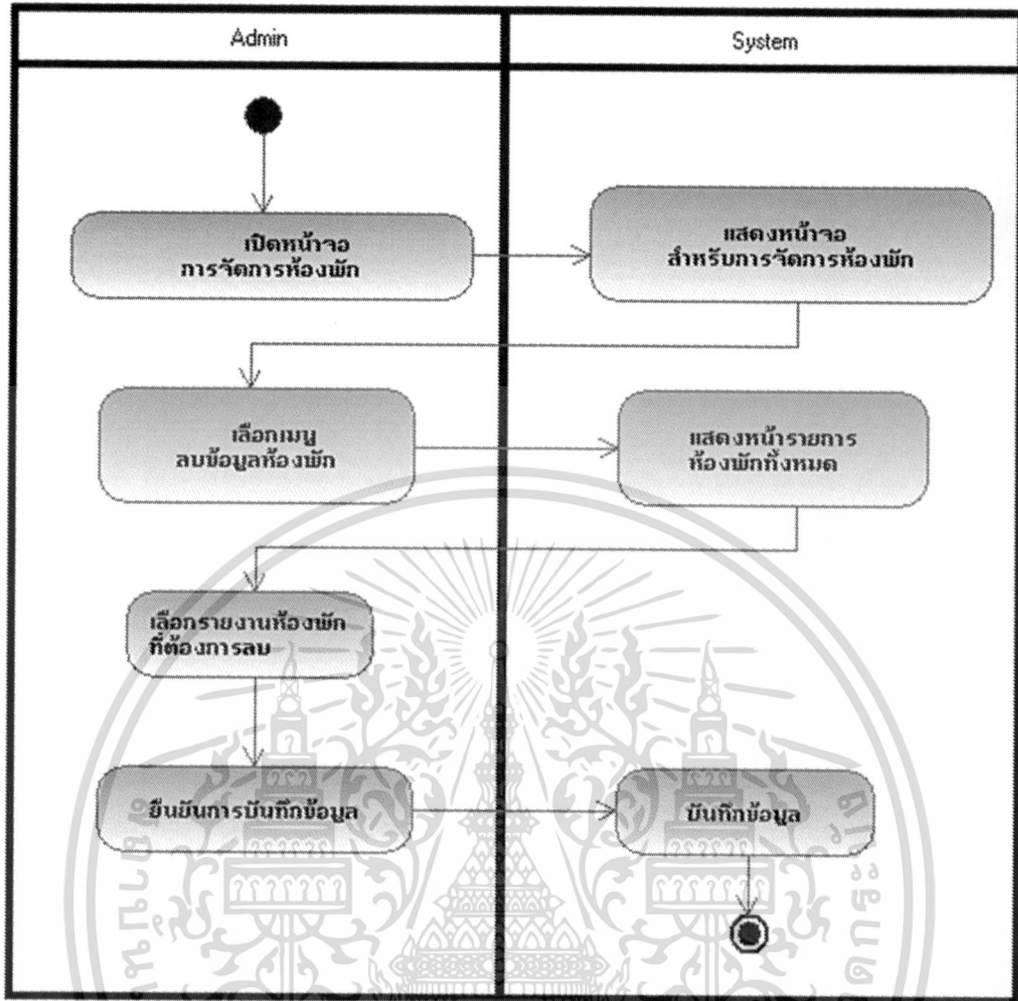 Admin
System
เปิดหน้าจอ
การจัดการห้องพัก
แสดงหน้าจอ
สำหรับการจัดการห้องพัก
เลือกเมนู
ลบข้อมูลห้องพัก
แสดงหน้ารายการ
ห้องพักทั้งหมด
เลือกรายงานห้องพัก
ที่ต้องการลบ
ยืนยันการบันทึกข้อมูล
บันทึกข้อมูล